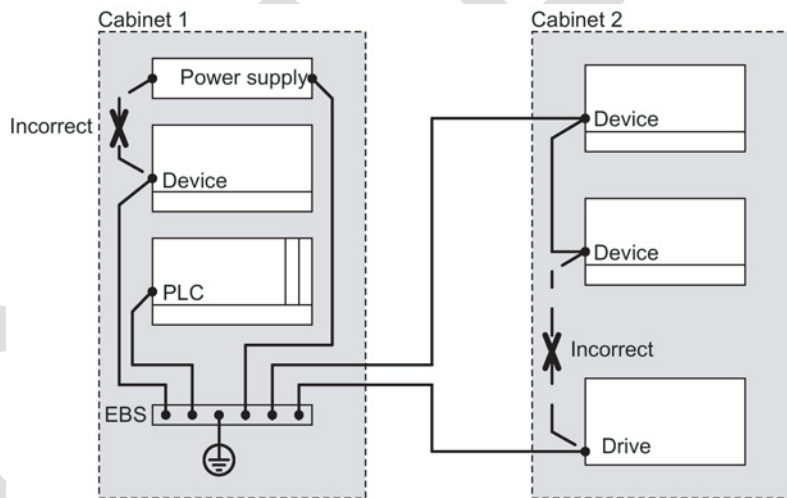 Cabinet 1
Power supply
Incorrect
Device
PLC
EBS
Cabinet 2
Device
Device
Incorrect
Drive